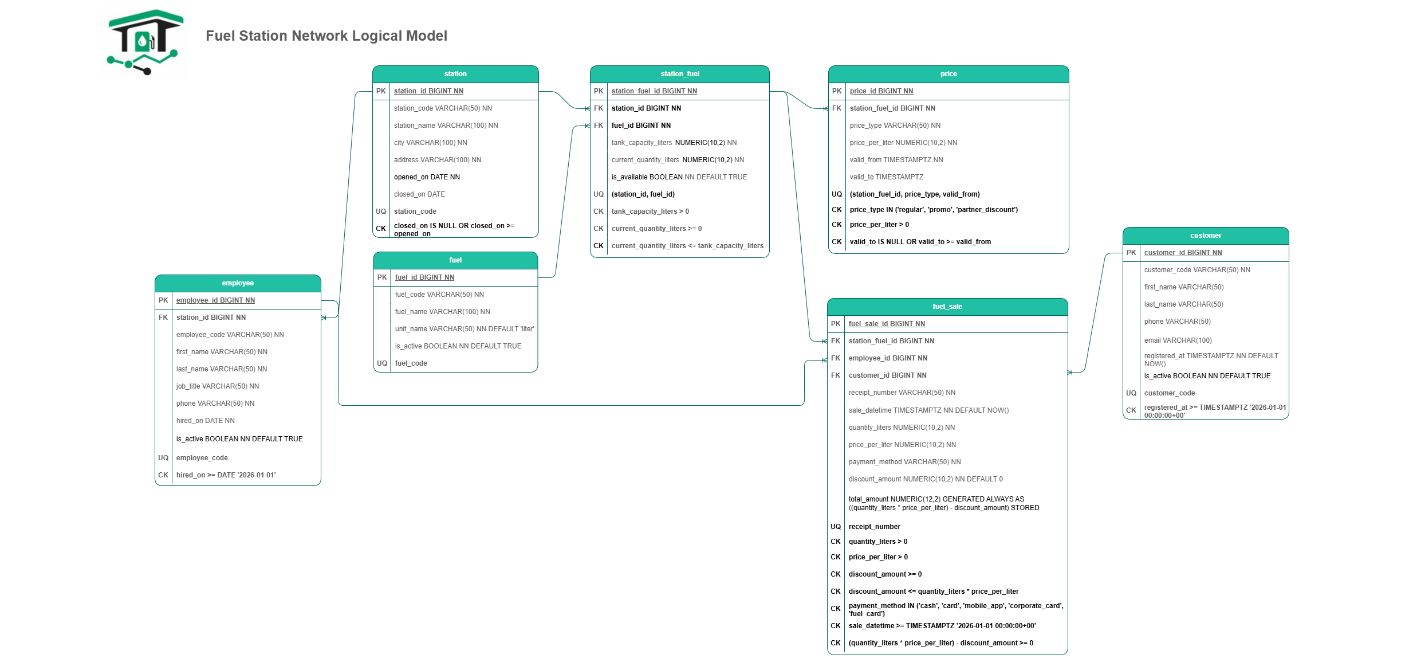 Fuel Station Network Logical Model
station
PK station_id BIGINT NN
station_code VARCHAR(50) NN
station_name VARCHAR(100) NN
city VARCHAR(100) NN
address VARCHAR(100) NN
opened_on DATE NN
closed_on DATE
UQ station_code
CK closed_on IS NULL OR closed_on >=
opened_on
station_fuel
PK station_fuel_id BIGINT NN
FK station_id BIGINT NN
FK fuel_id BIGINT NN
tank_capacity_liters NUMERIC(10,2) NN
current_quantity_liters NUMERIC(10,2) NN
is_available BOOLEAN NN DEFAULT TRUE
UQ (station_id, fuel_id)
CK tank_capacity_liters > 0
CK current_quantity_liters >= 0
CK current_quantity_liters <= tank_capacity_liters
price
PK price_id BIGINT NN
FK station_fuel_id BIGINT NN
price_type VARCHAR(50) NN
price_per_liter NUMERIC(10,2) NN
valid_from TIMESTAMPTZ NN
valid_to TIMESTAMPTZ
UQ (station_fuel_id, price_type, valid_from)
CK price_type IN ('regular', 'promo', 'partner_discount')
CK price_per_liter > 0
CK valid_to IS NULL OR valid_to >= valid_from
customer
PK customer_id BIGINT NN
customer_code VARCHAR(50) NN
first_name VARCHAR(50)
last_name VARCHAR(50)
phone VARCHAR(50)
email VARCHAR(100)
registered_at TIMESTAMPTZ NN DEFAULT
NOW()
is_active BOOLEAN NN DEFAULT TRUE
UQ customer_code
CK registered_at >= TIMESTAMPTZ '2026-01-01
00:00:00+00'
fuel
PK fuel_id BIGINT NN
fuel_code VARCHAR(50) NN
fuel_name VARCHAR(100) NN
unit_name VARCHAR(50) NN DEFAULT 'liter'
is_active BOOLEAN NN DEFAULT TRUE
UQ fuel_code
employee
PK employee_id BIGINT NN
FK station_id BIGINT NN
employee_code VARCHAR(50) NN
first_name VARCHAR(50) NN
last_name VARCHAR(50) NN
job_title VARCHAR(50) NN
phone VARCHAR(50) NN
hired_on DATE NN
is_active BOOLEAN NN DEFAULT TRUE
UQ employee_code
CK hired_on >= DATE '2026-01-01'
fuel_sale
PK fuel_sale_id BIGINT NN
FK station_fuel_id BIGINT NN
FK employee_id BIGINT NN
FK customer_id BIGINT NN
receipt_number VARCHAR(50) NN
sale_datetime TIMESTAMPTZ NN DEFAULT NOW()
quantity_liters NUMERIC(10,2) NN
price_per_liter NUMERIC(10,2) NN
payment_method VARCHAR(50) NN
discount_amount NUMERIC(10,2) NN DEFAULT 0
total_amount NUMERIC(12,2) GENERATED ALWAYS AS
((quantity_liters * price_per_liter) - discount_amount) STORED
UQ receipt_number
CK quantity_liters > 0
CK price_per_liter > 0
CK discount_amount >= 0
CK discount_amount <= quantity_liters * price_per_liter
CK payment_method IN ('cash', 'card', 'mobile_app', 'corporate_card',
'fuel_card')
CK sale_datetime >= TIMESTAMPTZ '2026-01-01 00:00:00+00'
CK (quantity_liters * price_per_liter) - discount_amount >= 0